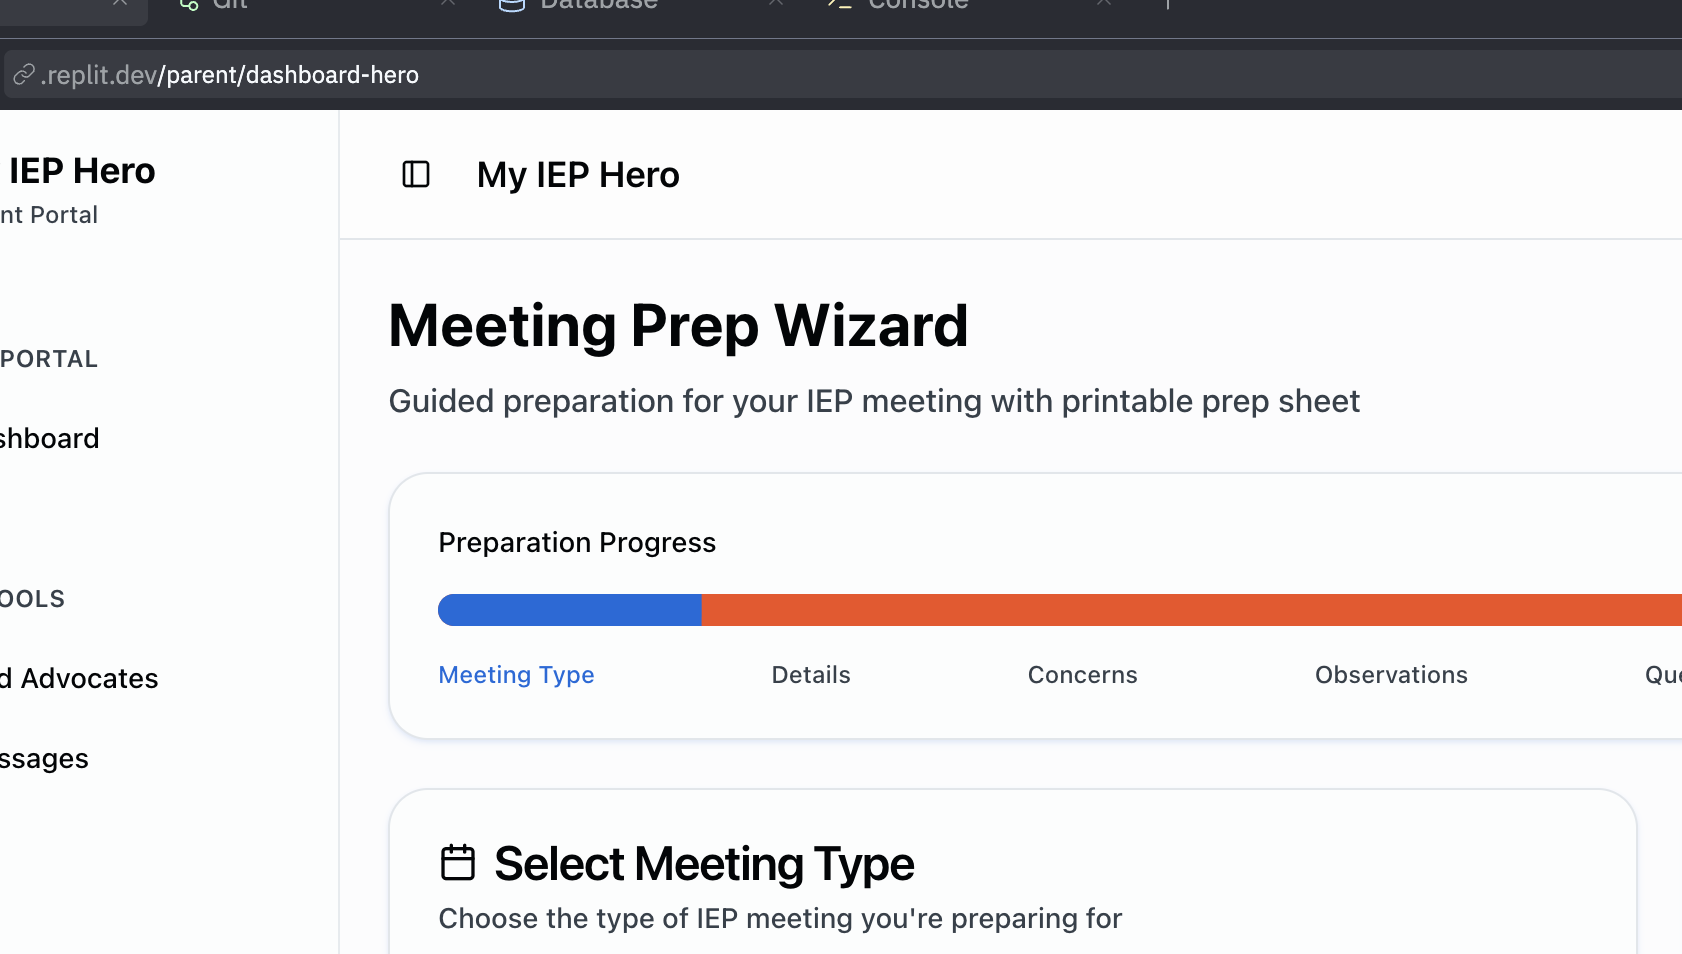 Git
Database
Console
.replit.dev/parent/dashboard-hero
IEP Hero
nt Portal
My IEP Hero
Meeting Prep Wizard
Guided preparation for your IEP meeting with printable prep sheet
PORTAL
shboard
Preparation Progress
OOLS
Meeting Type
Details
Concerns
Observations
Que
d Advocates
ssages
Select Meeting Type
Choose the type of IEP meeting you're preparing for